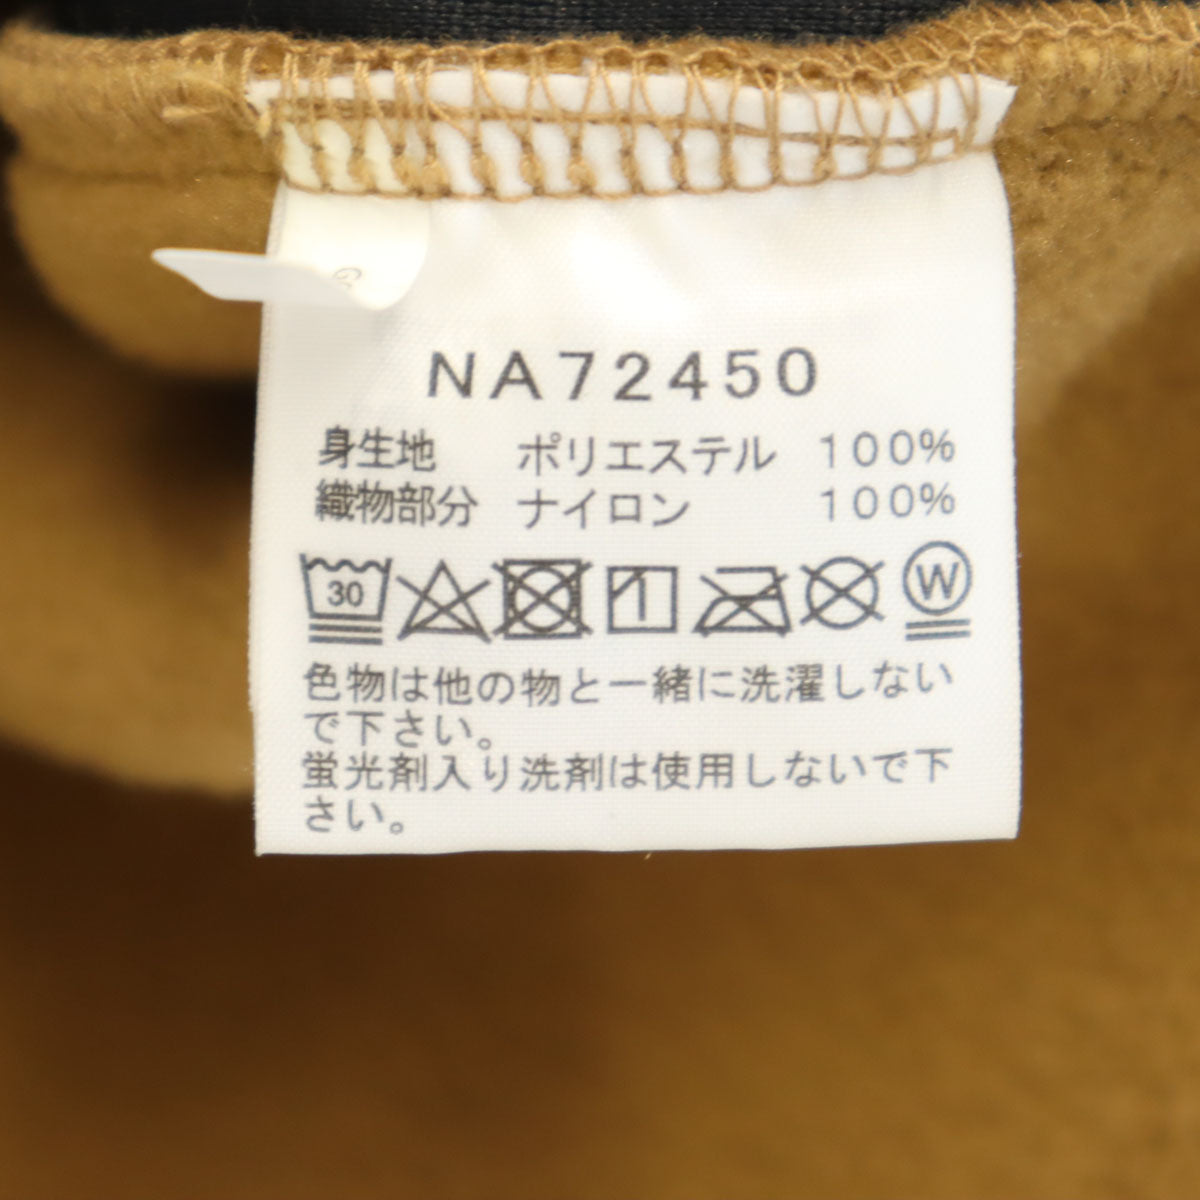 NA72450
身生地 ポリエステル 100%
織物部分 ナイロン 100%
30 W
色物は他の物と一緒に洗濯しない
で下さい。
蛍光剤入り洗剤は使用しないで下
さい。